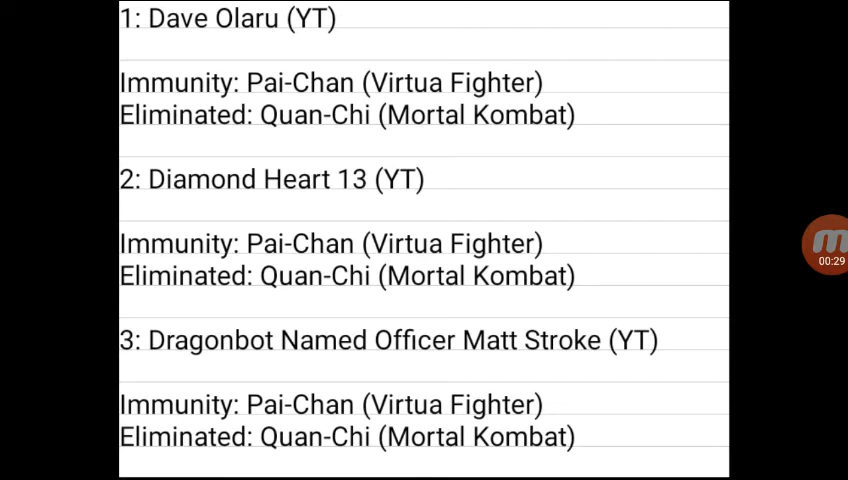 1: Dave Olaru (YT)
Immunity: Pai-Chan (Virtua Fighter)
Eliminated: Quan-Chi (Mortal Kombat)
2: Diamond Heart 13 (YT)
Immunity: Pai-Chan (Virtua Fighter)
Eliminated: Quan-Chi (Mortal Kombat)
3: Dragonbot Named Officer Matt Stroke (YT)
Immunity: Pai-Chan (Virtua Fighter)
Eliminated: Quan-Chi (Mortal Kombat)
00:29